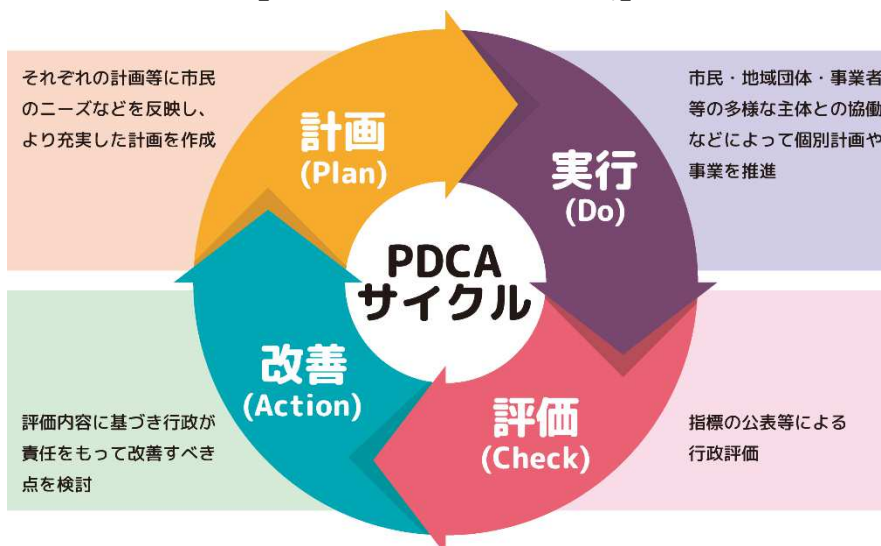 それぞれの計画等に市民
のニーズなどを反映し、
より充実した計画を作成
計画
(Plan)
市民・地域団体・事業者
等の多様な主体との協働
などによって個別計画や
事業を推進
実行
(Do)
PDCA
サイクル
改善
(Action)
評価内容に基づき行政が
責任をもって改善すべき
点を検討
評価
(Check)
指標の公表等による
行政評価